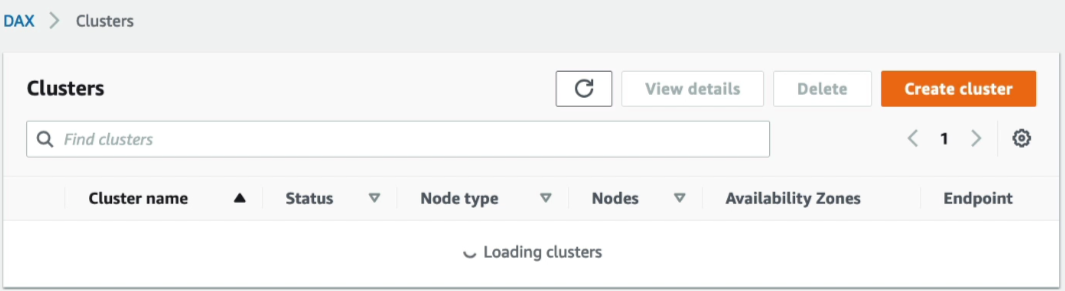 DAX > Clusters
Clusters
View details Delete Create cluster
Find clusters
1
Cluster name Status Node type Nodes Availability Zones Endpoint
Loading clusters